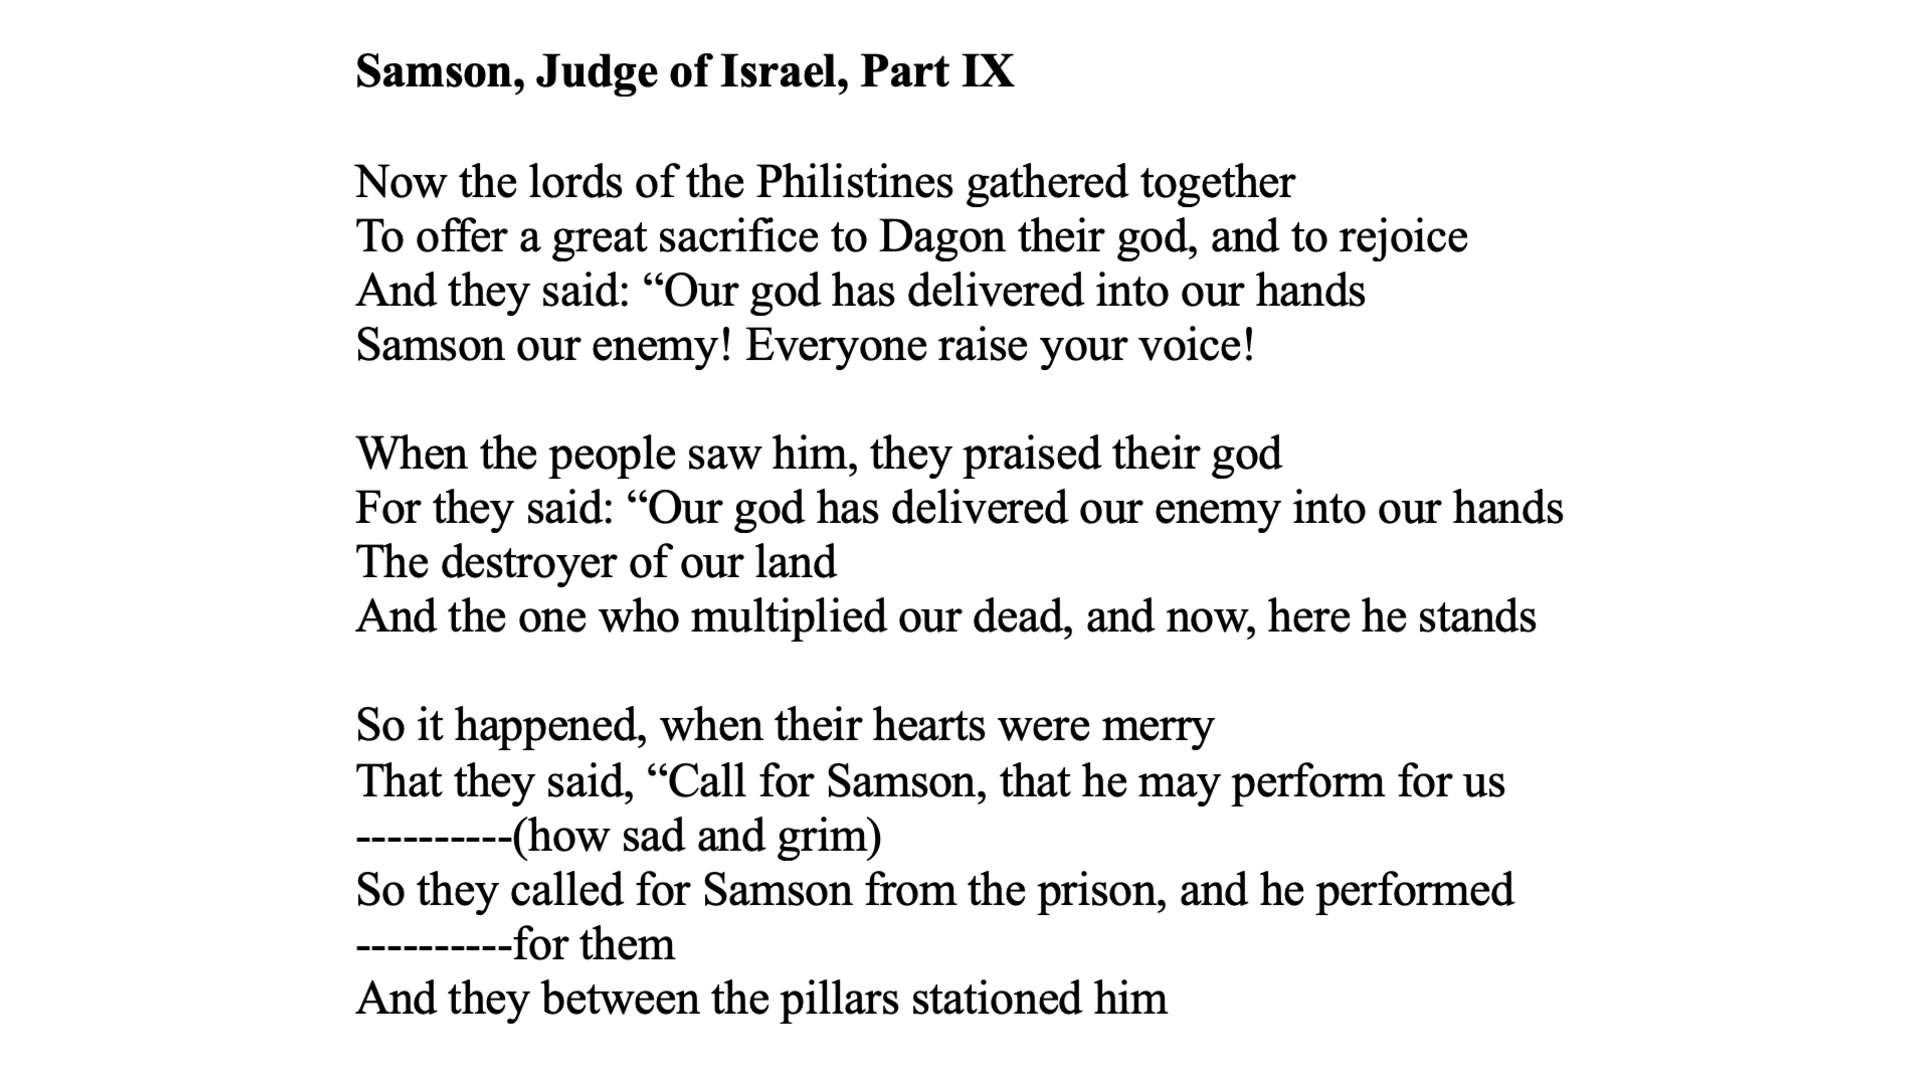 Samson, Judge of Israel, Part IX
Now the lords of the Philistines gathered together
To offer a great sacrifice to Dagon their god, and to rejoice
And they said: “Our god has delivered into our hands
Samson our enemy! Everyone raise your voice!
When the people saw him, they praised their god
For they said: “Our god has delivered our enemy into our hands
The destroyer of our land
And the one who multiplied our dead, and now, here he stands
So it happened, when their hearts were merry
That they said, “Call for Samson, that he may perform for us
----------(how sad and grim)
So they called for Samson from the prison, and he performed
----------for them
And they between the pillars stationed him